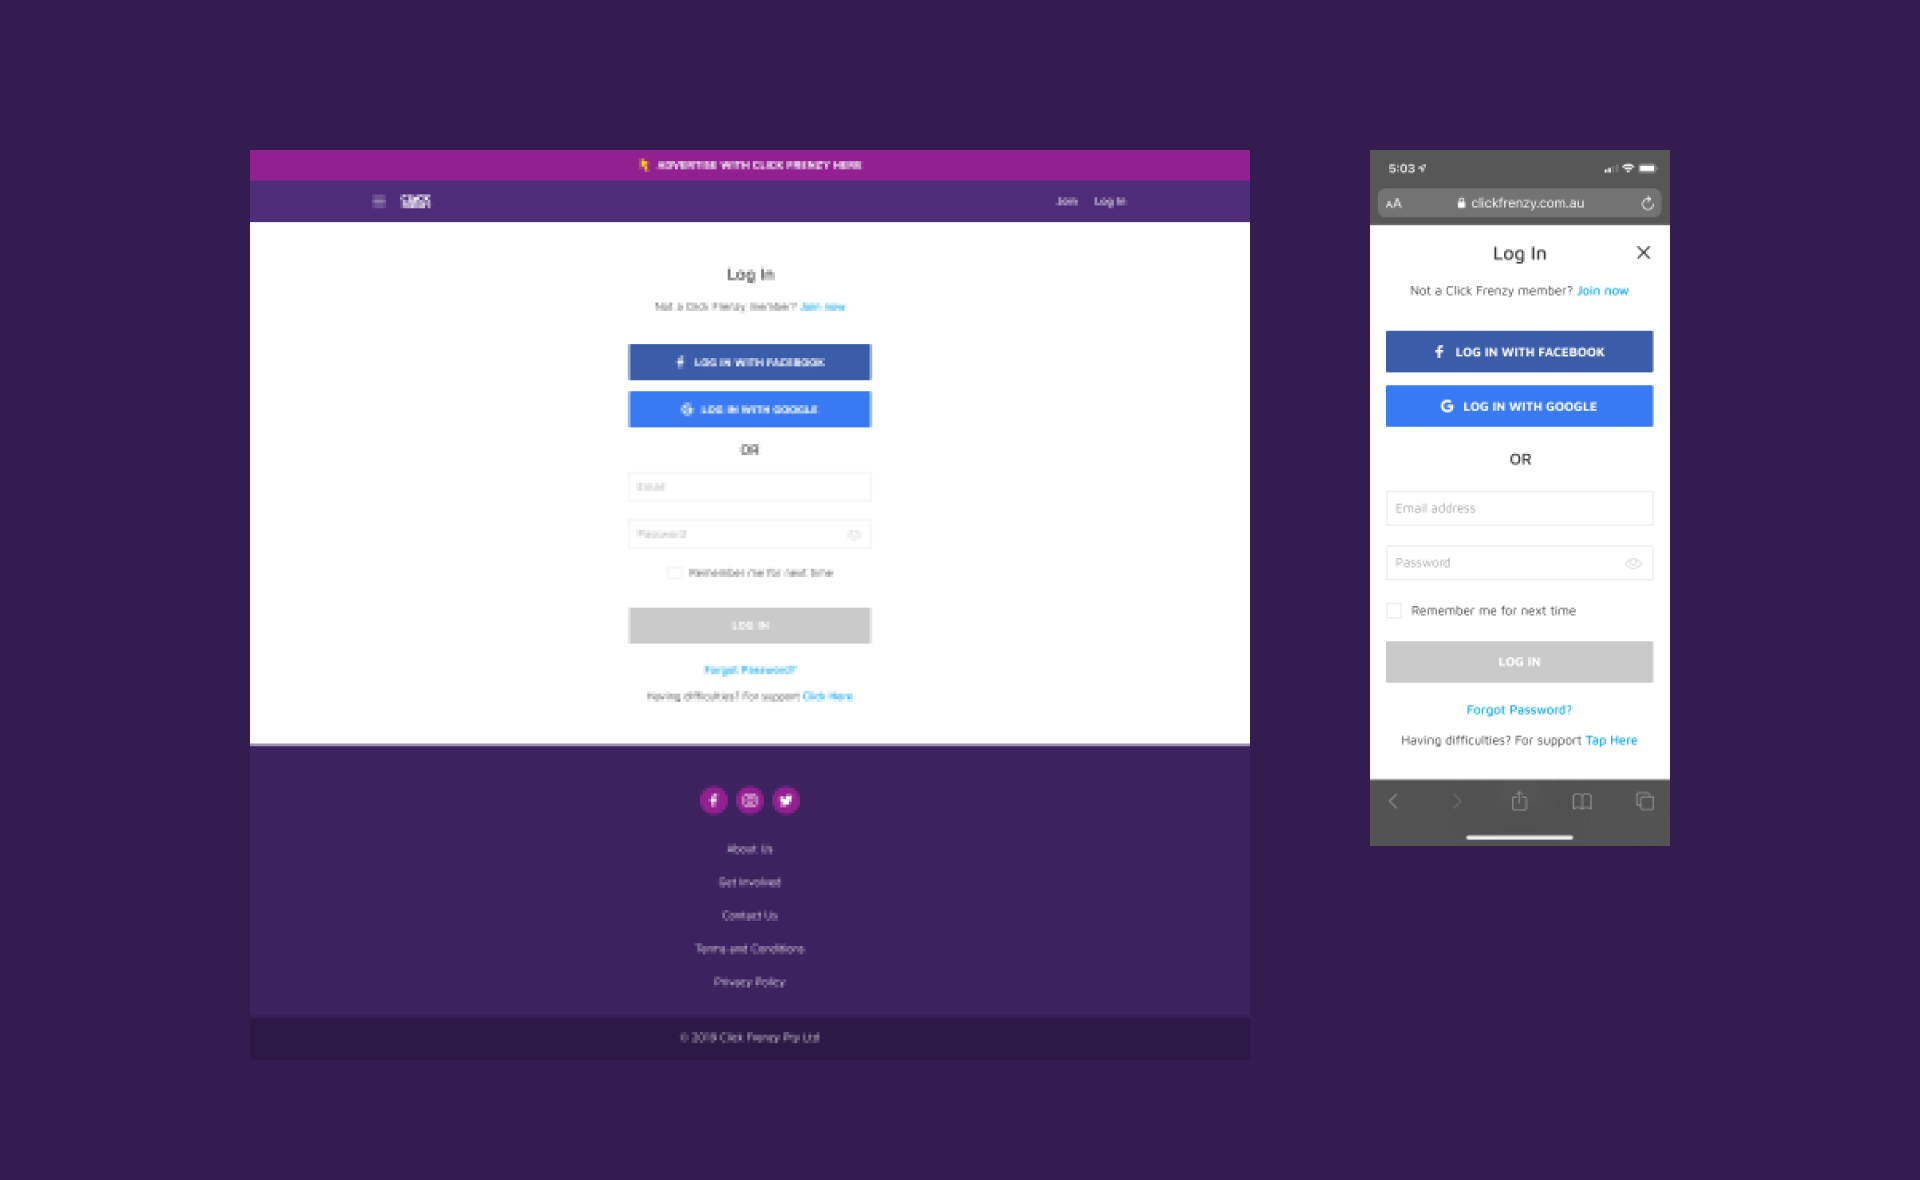 ADVERTISE WITH CLICK FRENZY HERE
CLICK FRENZY
Join Log In
Log In
Not a Click Frenzy member? Join now
LOG IN WITH FACEBOOK
LOG IN WITH GOOGLE
OR
Email
Password
Remember me for next time
LOG IN
Forgot Password?
Having difficulties? For support Click Here
About Us
Get Involved
Contact Us
Terms and Conditions
Privacy Policy
© 2019 Click Frenzy Pty Ltd
5:03
AA clickfrenzy.com.au
Log In
Not a Click Frenzy member? Join now
LOG IN WITH FACEBOOK
G LOG IN WITH GOOGLE
OR
Email address
Password
Remember me for next time
LOG IN
Forgot Password?
Having difficulties? For support Tap Here